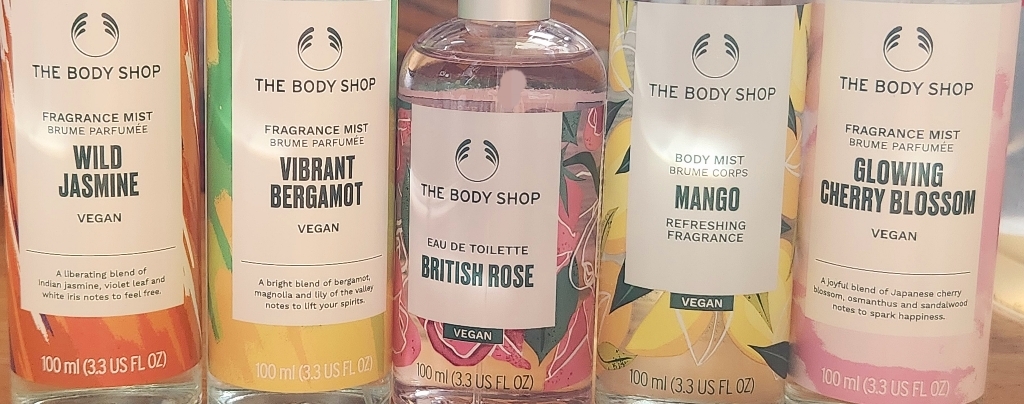 THE BODY SHOP
FRAGRANCE MIST
BRUME PARFUMÉE
WILD
JASMINE
VEGAN
A liberating blend of
Indian jasmine, violet leaf and
white iris notes to feel free.
100 ml (3.3 US FL OZ)
THE BODY SHOP
FRAGRANCE MIST
BRUME PARFUMÉE
VIBRANT
BERGAMOT
VEGAN
A bright blend of bergamot,
magnolia and lily of the valley
notes to lift your spirits.
100 ml (3.3 US FL OZ)
THE BODY SHOP
EAU DE TOILETTE
BRITISH ROSE
VEGAN
100 ml (3.3 US FL OZ)
THE BODY SHOP
BODY MIST
BRUME CORPS
MANGO
REFRESHING
FRAGRANCE
VEGAN
100 ml (3.3 US FL OZ)
THE BODY SHOP
FRAGRANCE MIST
BRUME PARFUMÉE
GLOWING
CHERRY BLOSSOM
VEGAN
A joyful blend of Japanese cherry
blossom, osmanthus and sandalwood
notes to spark happiness.
100 ml (3.3 US FL OZ)